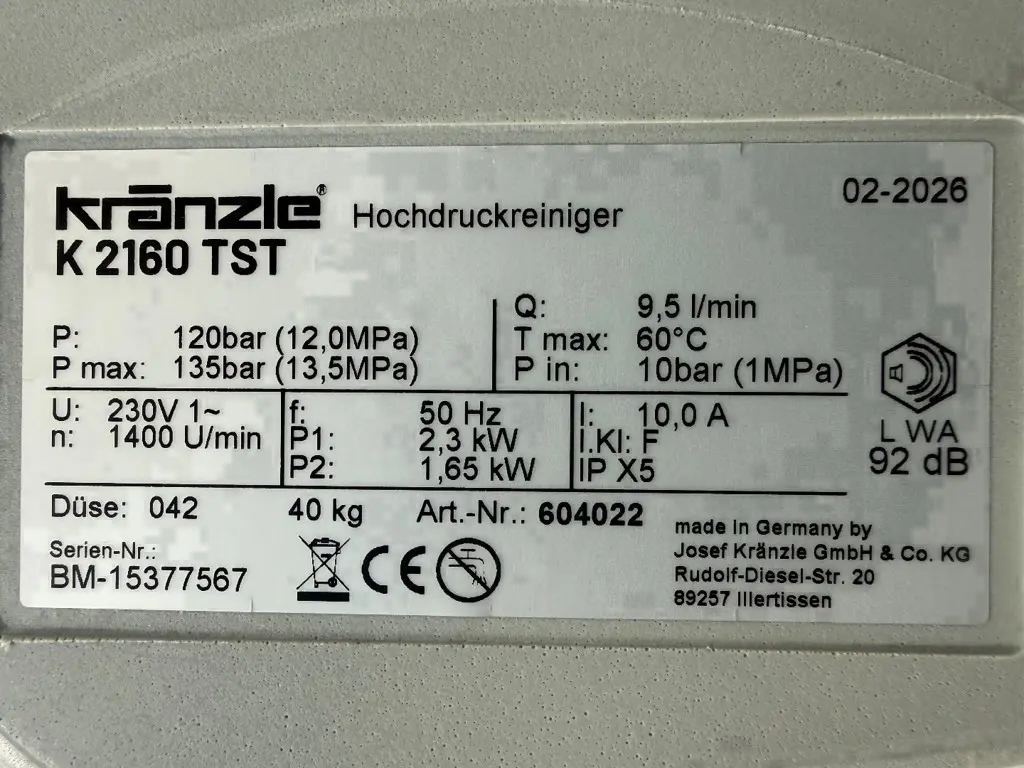 kränzle® Hochdruckreiniger 02-2026
K 2160 TST
P: 120bar (12,0MPa)
P max: 135bar (13,5MPa)
Q: 9,5 l/min
T max: 60°C
P in: 10bar (1MPa)
U: 230V 1~
n: 1400 U/min
f: 50 Hz
P1: 2,3 kW
P2: 1,65 kW
I: 10,0 A
I.Kl: F
IP X5
L WA
92 dB
Düse: 042 40 kg Art.-Nr.: 604022
Serien-Nr.:
BM-15377567
CE
made in Germany by
Josef Kränzle GmbH & Co. KG
Rudolf-Diesel-Str. 20
89257 Illertissen